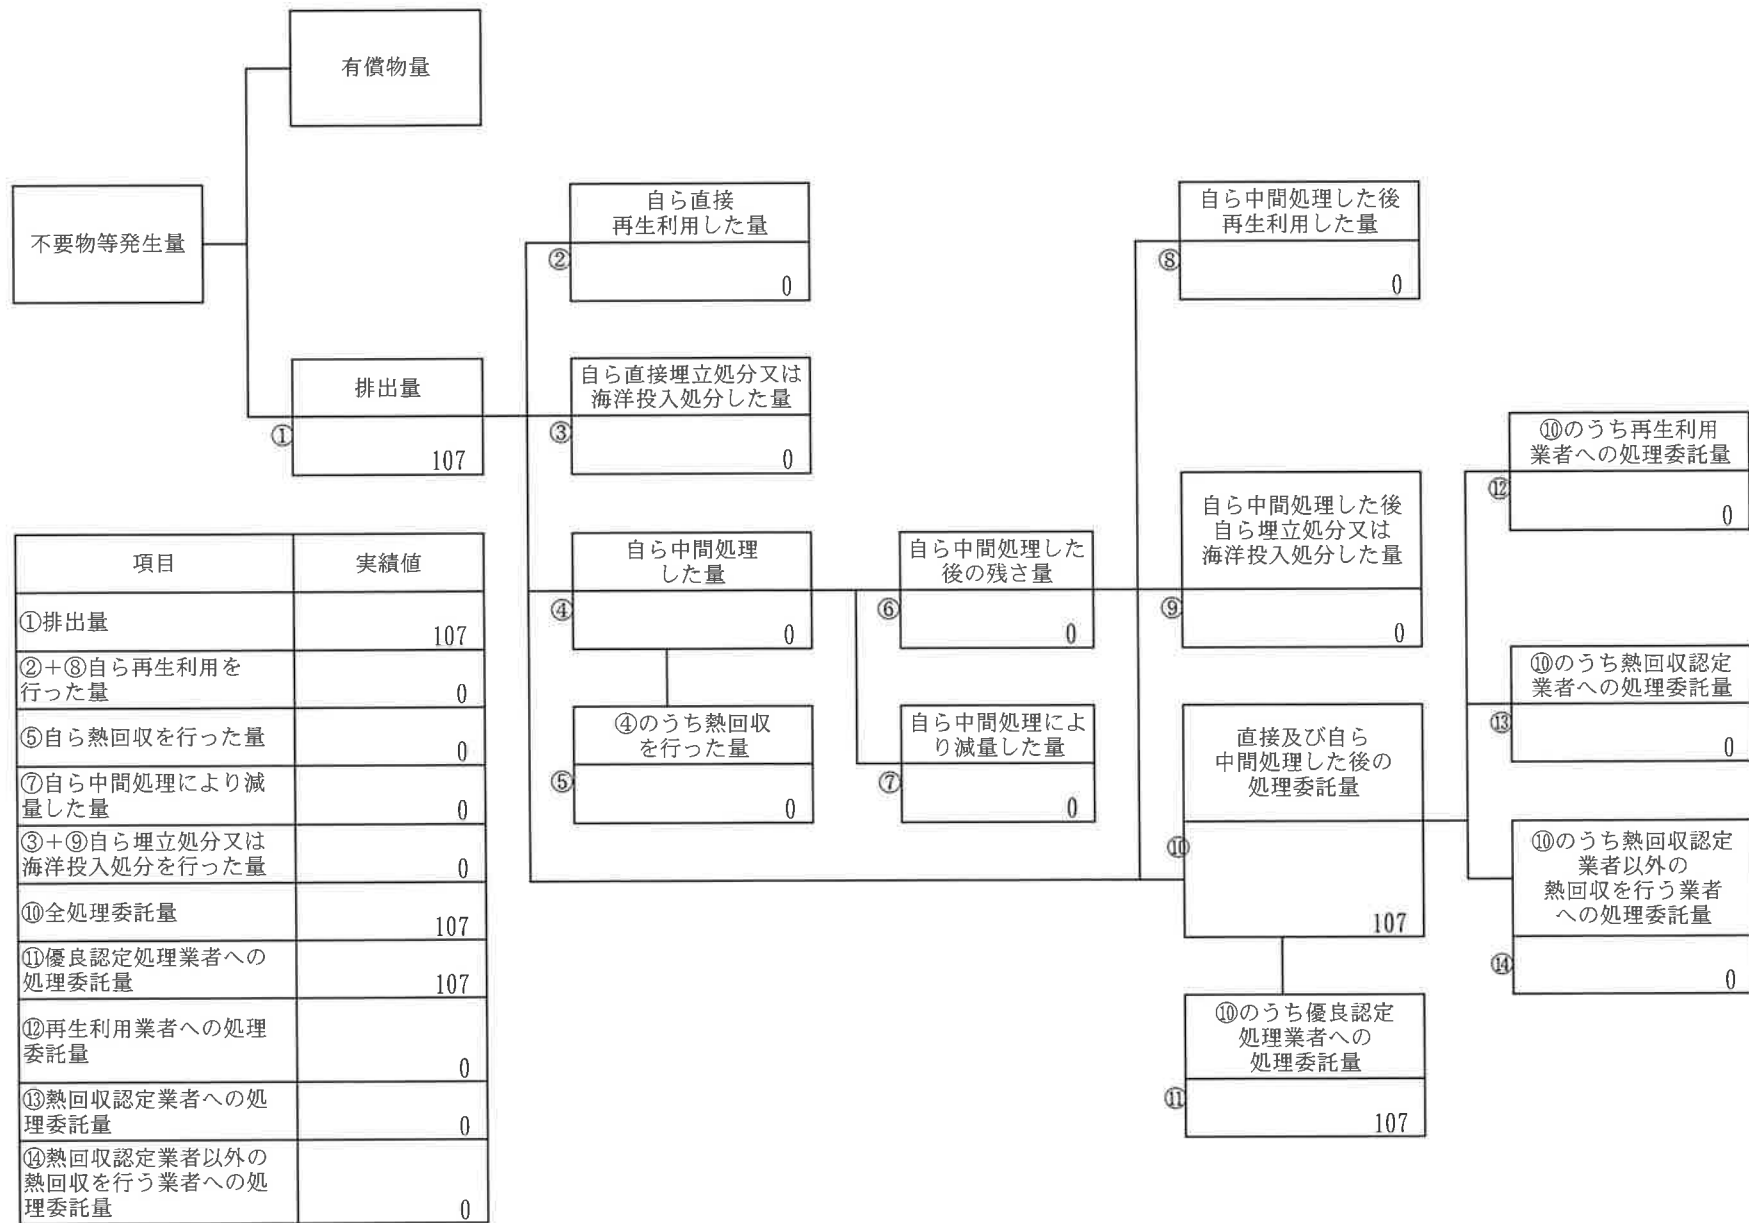 有償物量
不要物等発生量
排出量
①
107
自ら直接
再生利用した量
②
0
自ら直接埋立処分又は
海洋投入処分した量
③
0
自ら中間処理
した量
④
0
④のうち熱回収
を行った量
⑤
0
自ら中間処理した
後の残さ量
⑥
0
自ら中間処理によ
り減量した量
⑦
0
自ら中間処理した後
再生利用した量
⑧
0
自ら中間処理した後
自ら埋立処分又は
海洋投入処分した量
⑨
0
直接及び自ら
中間処理した後の
処理委託量
⑩
107
⑩のうち優良認定
処理業者への
処理委託量
⑪
107
⑩のうち再生利用
業者への処理委託量
⑫
0
⑩のうち熱回収認定
業者への処理委託量
⑬
0
⑩のうち熱回収認定
業者以外の
熱回収を行う業者
への処理委託量
⑭
0
項目 実績値
①排出量
107
②+⑧自ら再生利用を
行った量
0
⑤自ら熱回収を行った量
0
⑦自ら中間処理により減
量した量
0
③+⑨自ら埋立処分又は
海洋投入処分を行った量
0
⑩全処理委託量
107
⑪優良認定処理業者への
処理委託量
107
⑫再生利用業者への処理
委託量
0
⑬熱回収認定業者への処
理委託量
0
⑭熱回収認定業者以外の
熱回収を行う業者への処
理委託量
0